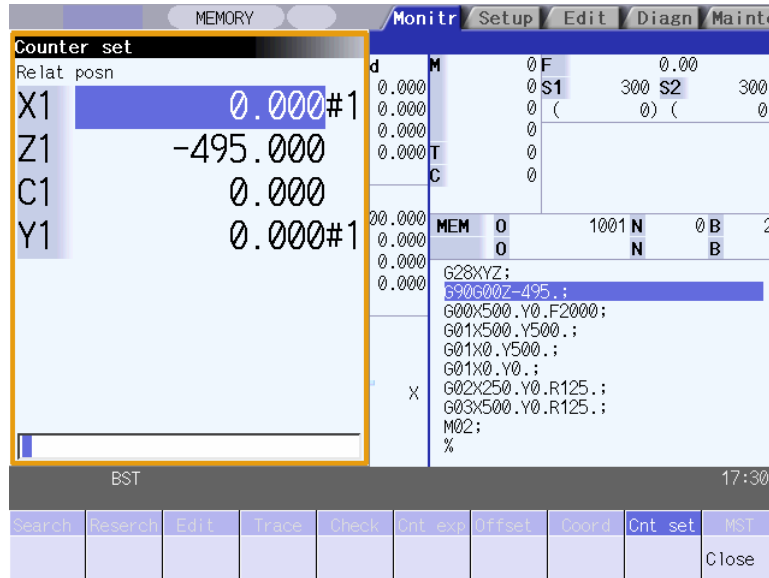 MEMORY
Monitr Setup Edit Diagn Mainte
Counter set
Relat posn
X1 0.000#1
Z1 -495.000
C1 0.000
Y1 0.000#1
d
0.000
0.000
0.000
0.000
00.000
0.000
0.000
0.000
X
M 0 F 0.00
0 S1 300 S2 300
0 ( 0) ( 0
0
T 0
C 0
MEM O 1001 N 0 B 2
O N B
G28XYZ;
G90G00Z-495.;
G00X500.Y0.F2000;
G01X500.Y500.;
G01X0.Y500.;
G01X0.Y0.;
G02X250.Y0.R125.;
G03X500.Y0.R125.;
M02;
%
BST 17:30
Search Reserch Edit Trace Check Cnt exp Offset Coord Cnt set MST
Close